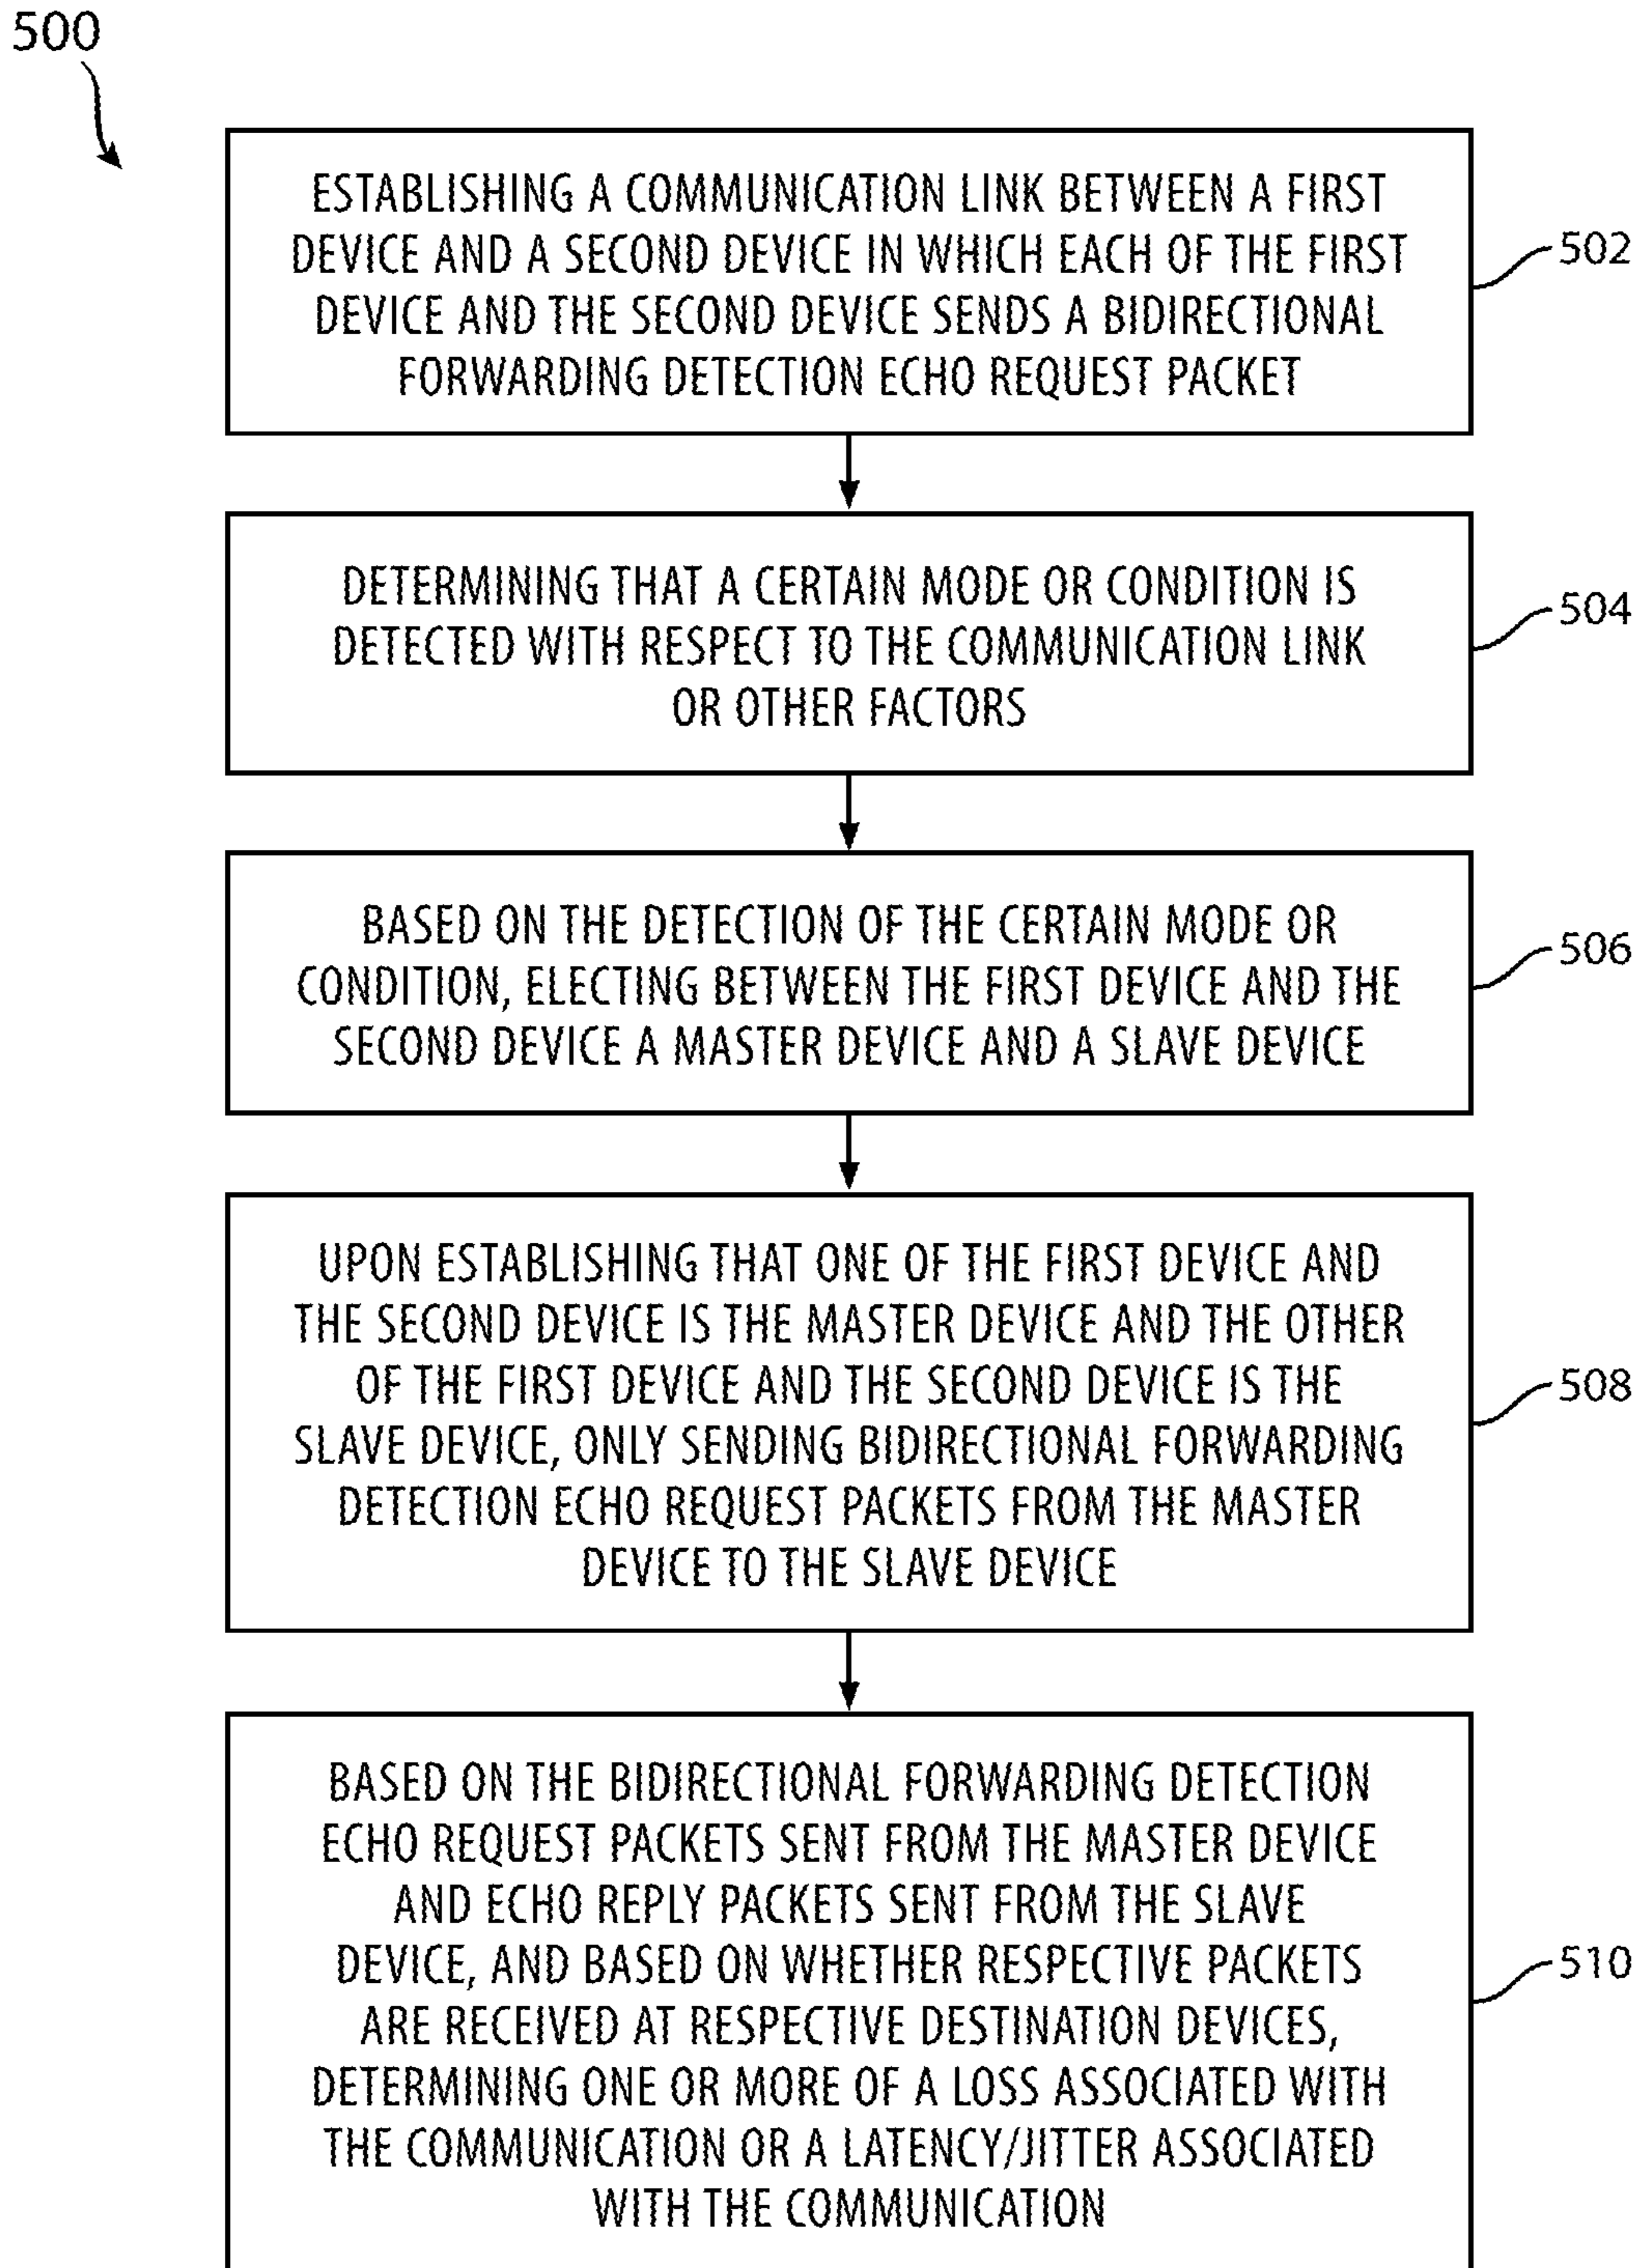 500
ESTABLISHING A COMMUNICATION LINK BETWEEN A FIRST
DEVICE AND A SECOND DEVICE IN WHICH EACH OF THE FIRST
DEVICE AND THE SECOND DEVICE SENDS A BIDIRECTIONAL
FORWARDING DETECTION ECHO REQUEST PACKET
502
DETERMINING THAT A CERTAIN MODE OR CONDITION IS
DETECTED WITH RESPECT TO THE COMMUNICATION LINK
OR OTHER FACTORS
504
BASED ON THE DETECTION OF THE CERTAIN MODE OR
CONDITION, ELECTING BETWEEN THE FIRST DEVICE AND THE
SECOND DEVICE A MASTER DEVICE AND A SLAVE DEVICE
506
UPON ESTABLISHING THAT ONE OF THE FIRST DEVICE AND
THE SECOND DEVICE IS THE MASTER DEVICE AND THE OTHER
OF THE FIRST DEVICE AND THE SECOND DEVICE IS THE
SLAVE DEVICE, ONLY SENDING BIDIRECTIONAL FORWARDING
DETECTION ECHO REQUEST PACKETS FROM THE MASTER
DEVICE TO THE SLAVE DEVICE
508
BASED ON THE BIDIRECTIONAL FORWARDING DETECTION
ECHO REQUEST PACKETS SENT FROM THE MASTER DEVICE
AND ECHO REPLY PACKETS SENT FROM THE SLAVE
DEVICE, AND BASED ON WHETHER RESPECTIVE PACKETS
ARE RECEIVED AT RESPECTIVE DESTINATION DEVICES,
DETERMINING ONE OR MORE OF A LOSS ASSOCIATED WITH
THE COMMUNICATION OR A LATENCY/JITTER ASSOCIATED
WITH THE COMMUNICATION
510